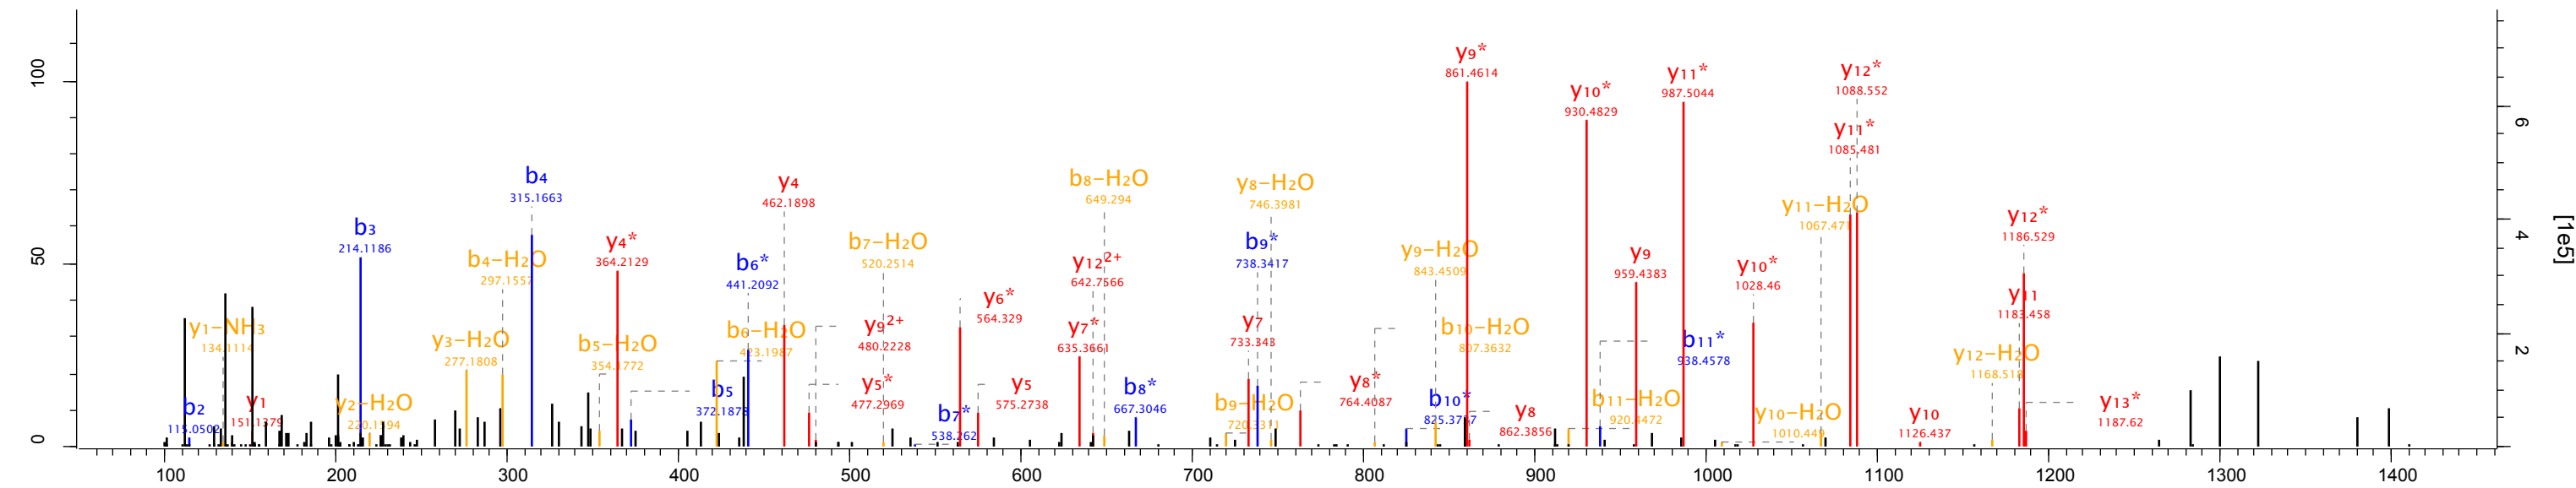 y9*
861.4614
y12*
1088.552
y11*
987.5044
y10*
930.4829
y11*
1085.481
100
6
b4
315.1663
y4
462.1898
b8-H2O
649.294
y8-H2O
746.3981
y11-H2O
1067.471
y12*
1186.529
b3
214.1186
y4*
364.2129
b7-H2O
520.2514
b9*
738.3417
y9-H2O
843.4509
y9
959.4383
[1e5]
4
50
b4-H2O
297.1557
b6*
441.2092
y12 2+
642.7566
y10*
1028.46
y6*
564.329
y11
1183.458
y1-NH3
134.1114
y3-H2O
277.1808
b5-H2O
354.1772
b6-H2O
423.1987
y9 2+
480.2228
y7*
635.3661
y7
733.343
b10-H2O
807.3632
b11*
938.4578
y12-H2O
1168.518
2
b2
115.0502
y1
151.1379
y2-H2O
220.1594
b5
372.1878
y5*
477.2969
b7*
538.262
y5
575.2738
b8*
667.3046
b9-H2O
720.3311
y8*
764.4087
b10*
825.3737
y8
862.3856
b11-H2O
920.4472
y10-H2O
1010.449
y10
1126.437
y13*
1187.62
0
100 200 300 400 500 600 700 800 900 1000 1100 1200 1300 1400